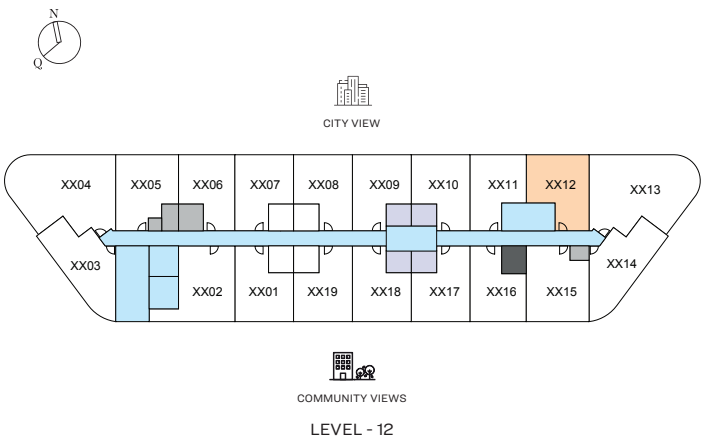 N
Q
CITY VIEW
XX04 XX05 XX06 XX07 XX08 XX09 XX10 XX11 XX12 XX13
XX03 XX14
XX02 XX01 XX19 XX18 XX17 XX16 XX15
COMMUNITY VIEWS
LEVEL - 12